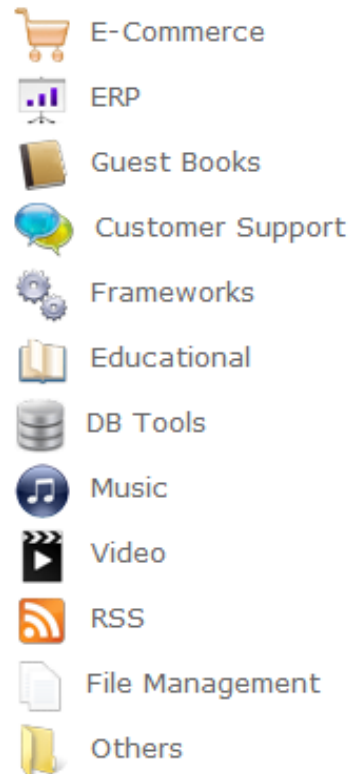 E-Commerce
ERP
Guest Books
Customer Support
Frameworks
Educational
DB Tools
Music
Video
RSS
File Management
Others